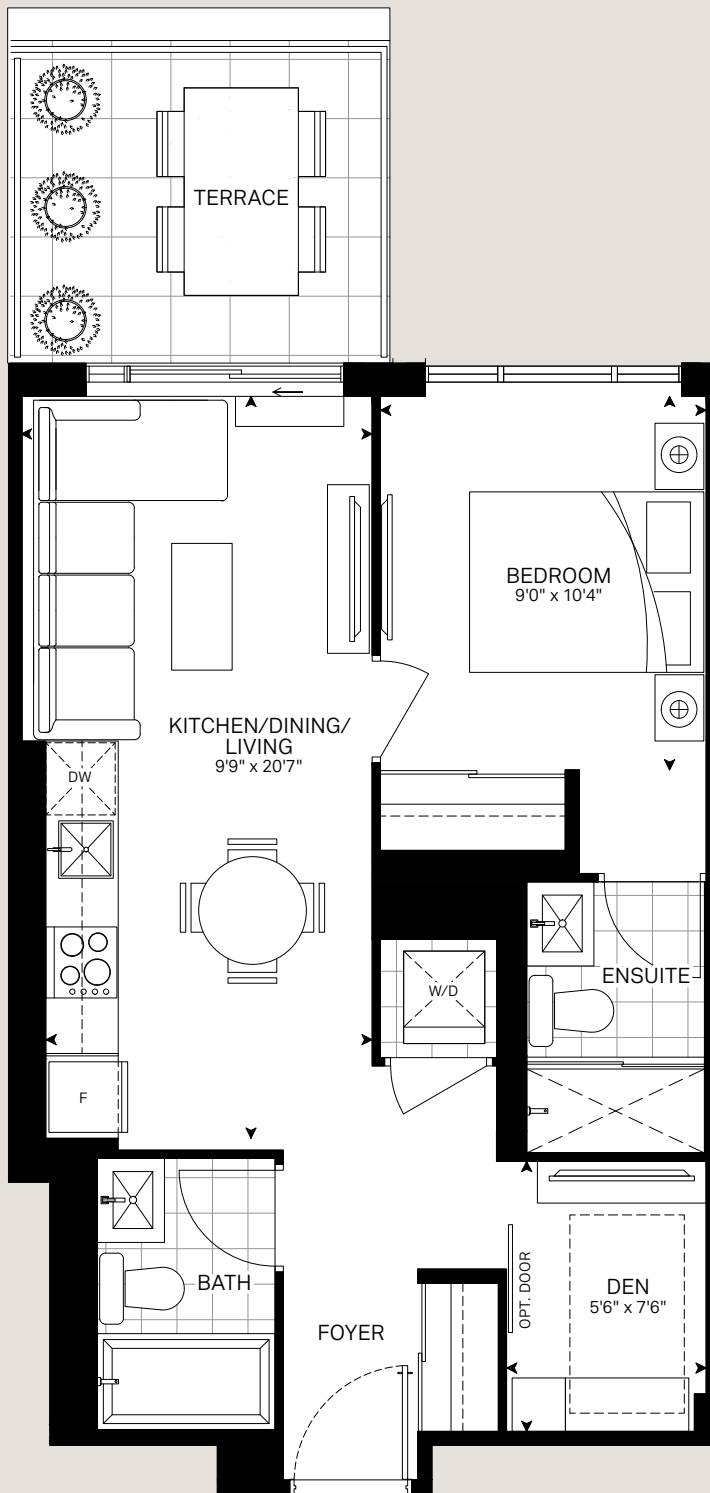 TERRACE
BEDROOM
9'0" x 10'4"
KITCHEN/DINING/
LIVING
9'9" x 20'7"
DW
W/D
ENSUITE
F
BATH
OPT. DOOR
DEN
5'6" x 7'6"
FOYER